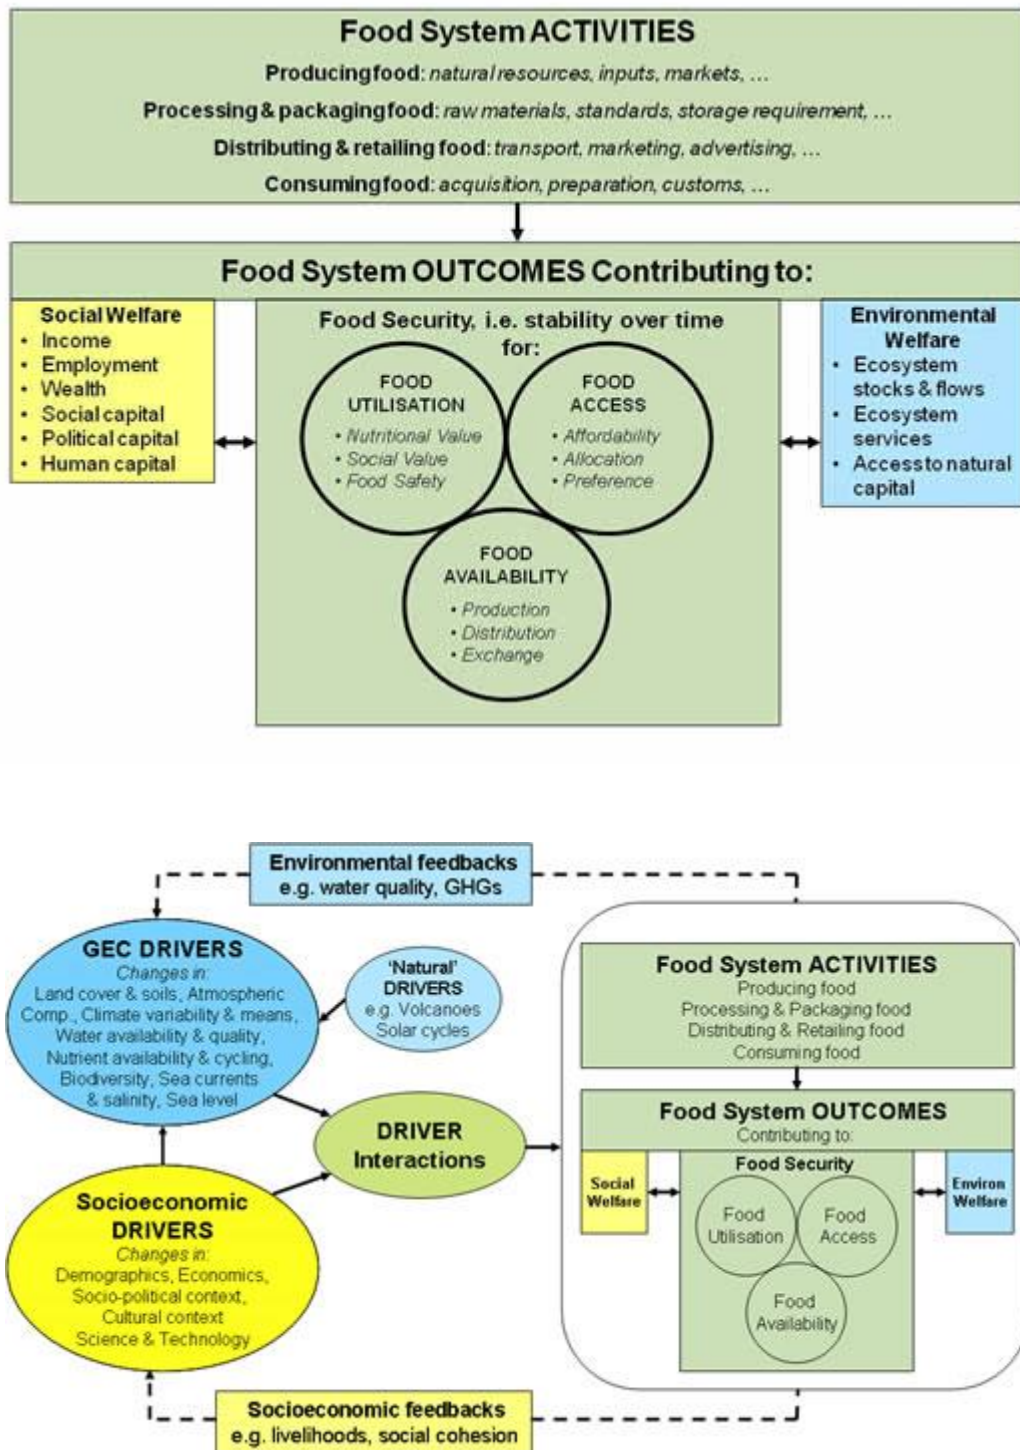 Food System ACTIVITIES
Producing food: natural resources, inputs, markets, ...
Processing & packaging food: raw materials, standards, storage requirement, ...
Distributing & retailing food: transport, marketing, advertising, ...
Consuming food: acquisition, preparation, customs, ...
Food System OUTCOMES Contributing to:
Social Welfare
• Income
• Employment
• Wealth
• Social capital
• Political capital
• Human capital
Food Security, i.e. stability over time
for:
FOOD
UTILISATION
• Nutritional Value
• Social Value
• Food Safety
FOOD
ACCESS
• Affordability
• Allocation
• Preference
FOOD
AVAILABILITY
• Production
• Distribution
• Exchange
Environmental
Welfare
• Ecosystem
stocks & flows
• Ecosystem
services
• Access to natural
capital
Environmental feedbacks
e.g. water quality, GHGs
GEC DRIVERS
Changes in:
Land cover & soils, Atmospheric
Comp., Climate variability & means,
Water availability & quality,
Nutrient availability & cycling,
Biodiversity, Sea currents
& salinity, Sea level
'Natural'
DRIVERS
e.g. Volcanoes
Solar cycles
DRIVER
Interactions
Socioeconomic
DRIVERS
Changes in:
Demographics, Economics,
Socio-political context,
Cultural context
Science & Technology
Food System ACTIVITIES
Producing food
Processing & Packaging food
Distributing & Retailing food
Consuming food
Food System OUTCOMES
Contributing to:
Social
Welfare
Food Security
Food
Utilisation
Food
Access
Food
Availability
Environ
Welfare
Socioeconomic feedbacks
e.g. livelihoods, social cohesion